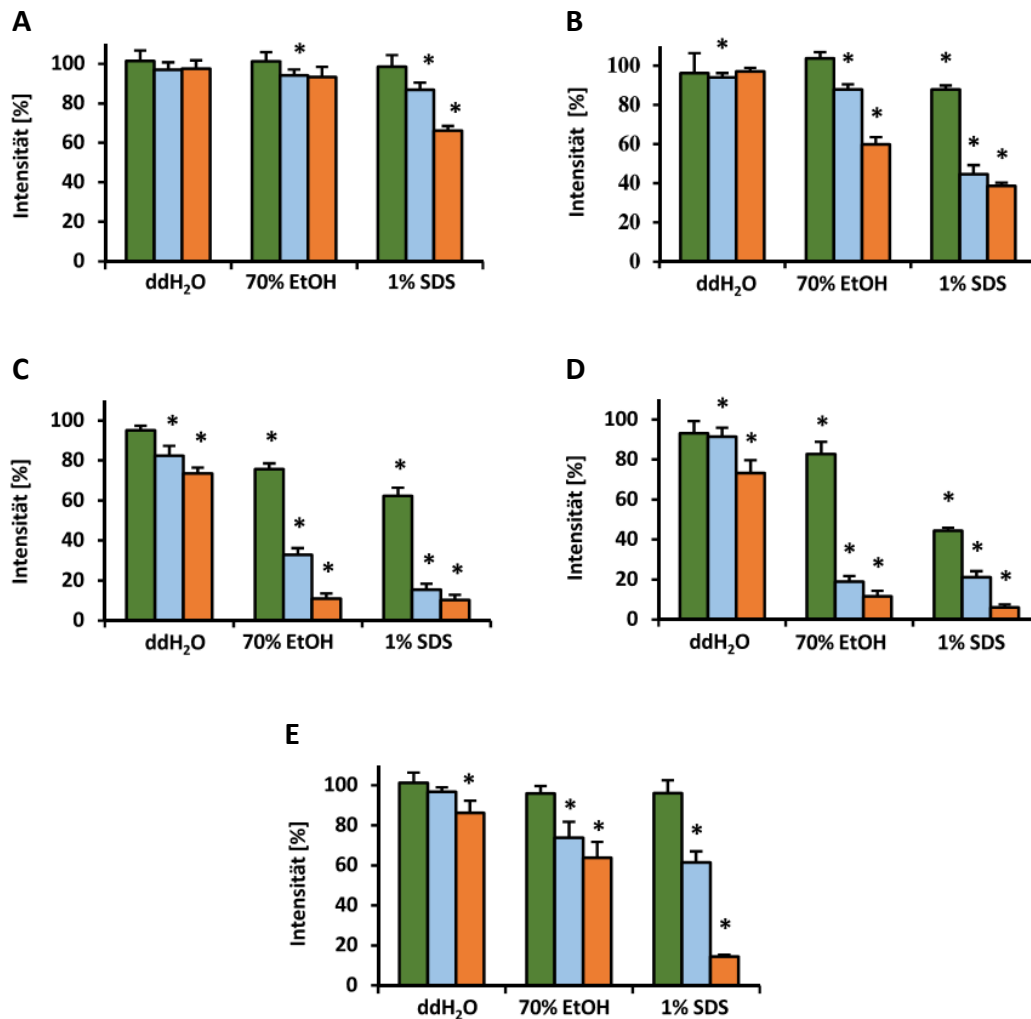 A
Intensität [%]
100
80
60
40
20
0
* * *
ddH₂O 70% EtOH 1% SDS
B
Intensität [%]
100
80
60
40
20
0
* * * * * *
ddH₂O 70% EtOH 1% SDS
C
Intensität [%]
100
80
60
40
20
0
* * * * * * * *
ddH₂O 70% EtOH 1% SDS
D
Intensität [%]
100
80
60
40
20
0
* * * * * * * *
ddH₂O 70% EtOH 1% SDS
E
Intensität [%]
100
80
60
40
20
0
* * * * *
ddH₂O 70% EtOH 1% SDS